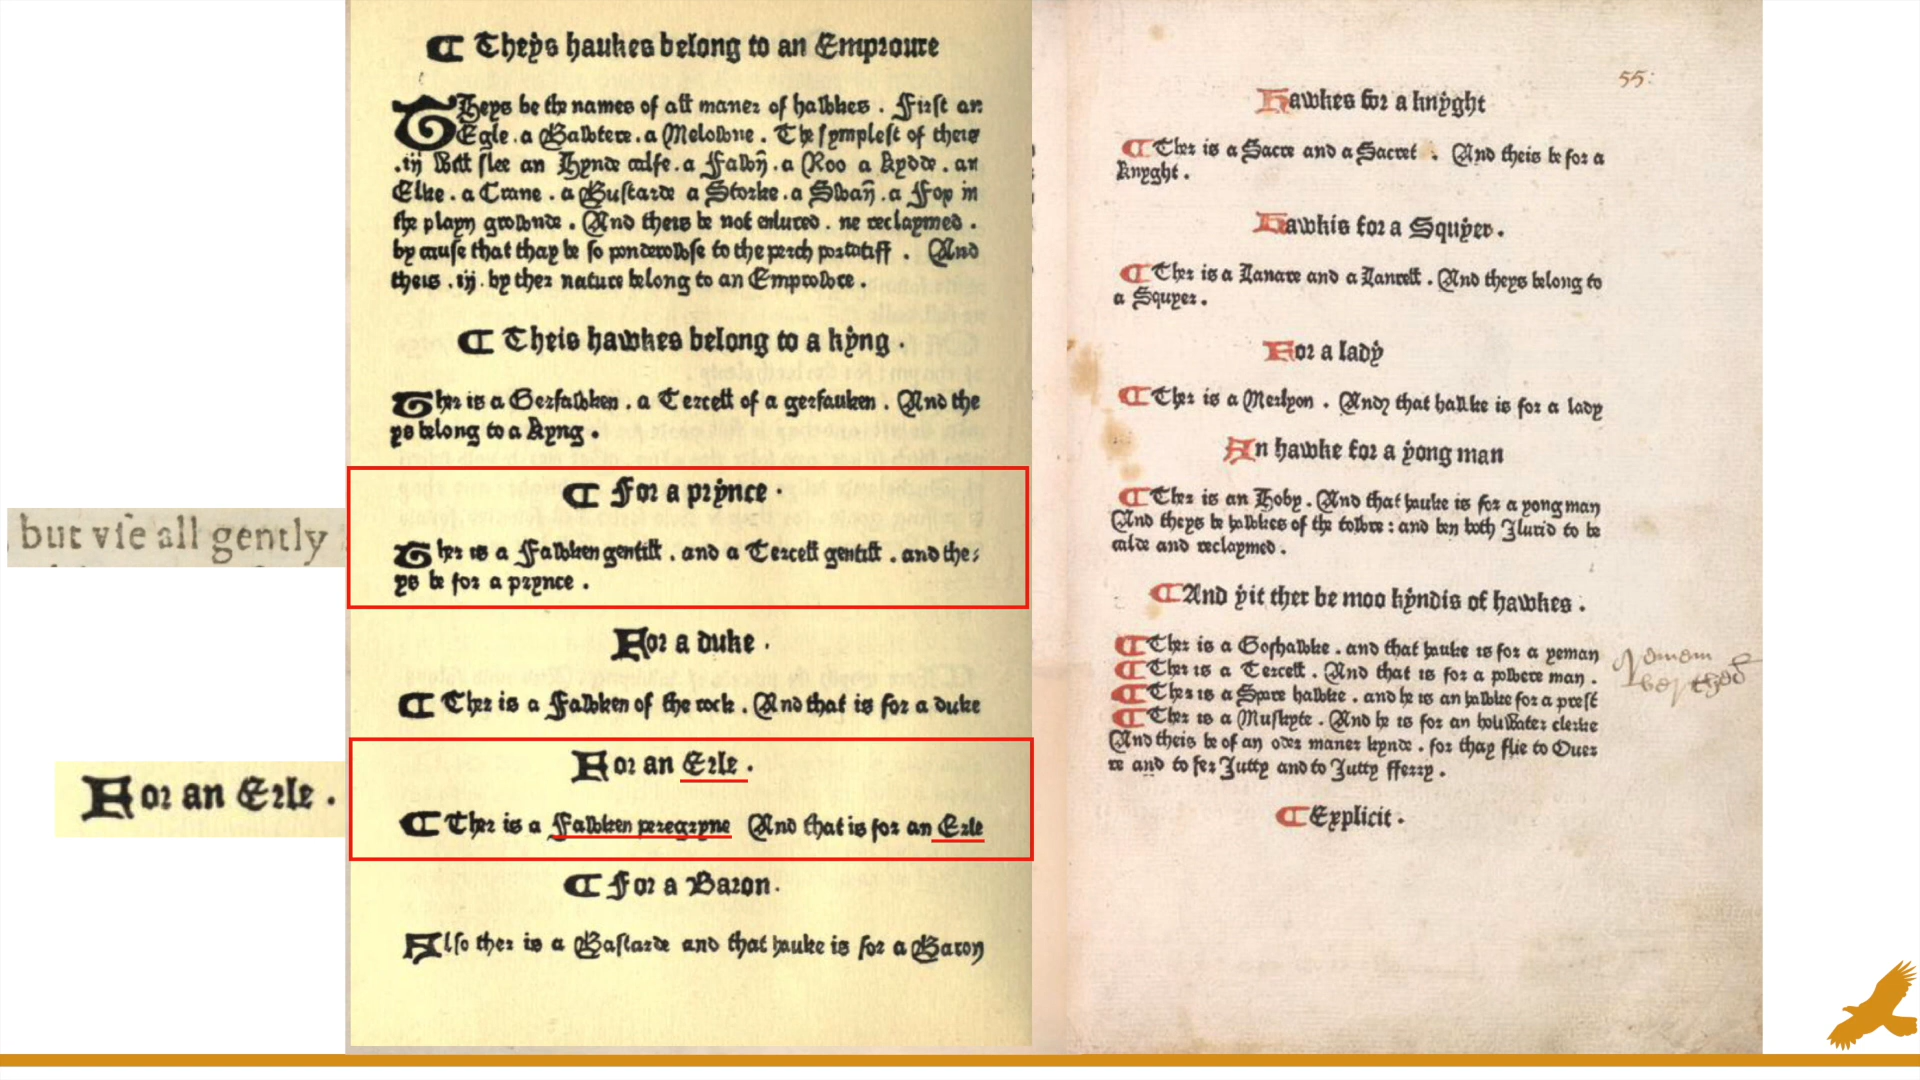 ¶ Theys haukes belong to an Emproure
Theys be the names of all maner of hawkes . First an
Egle . a Bawtere . a Melowne . The symplest of theis
.iij Will slee an Hynde calfe . a Fawñ . a Roo a kydde . an
Elke . a Crane . a Bustarde a Storke . a Swañ . a Fox in
the playn grownde . And theis be not enlured . ne reclaymed .
by cause that thay be so ponderowse to the perch portatiff . And
theis .iij. by ther nature belong to an Emprowre .
¶ Theis hawkes belong to a kyng .
Ther is a Gerfawken . a Tercell of a gerfauken . And the
ys belong to a Kyng .
¶ For a prynce .
Ther is a Fawken gentill . and a Tercell gentill . and the
ys be for a prynce .
but vse all gently
For a duke .
¶ Ther is a Fawken of the rock . And that is for a duke
For an Erle .
¶ Ther is a Fawken peregryne And that is for an Erle
For an Erle .
¶ For a Baron .
Also ther is a Bastarde and that hauke is for a Baron
55
Hawkes for a knyght
¶ Ther is a Sacre and a Sacret . And theis be for a
Knyght .
Hawkis for a Squyer .
¶ Ther is a Lanare and a Lanrell . And theys belong to
a Squyer .
For a lady
¶ Ther is a Merlyon . And that hawke is for a lady
An hawke for a yong man
¶ Ther is an Hoby . And that hauke is for a yong man
And theys be hawkes of the towre : and ben both Ilurid to be
calde and reclaymed .
¶ And yit ther be moo kyndis of hawkes .
¶ Ther is a Goshawke . and that hauke is for a yeman
¶ Ther is a Tercell . And that is for a powere man .
¶ Ther is a Spare hawke . and he is an hawke for a prest
¶ Ther is a Muskyte . And he is for an holiwater clerke
And theis be of an oder maner kynde . for thay flie to Quer
re and to fer Jutty and to Jutty fferry .
¶ Explicit .